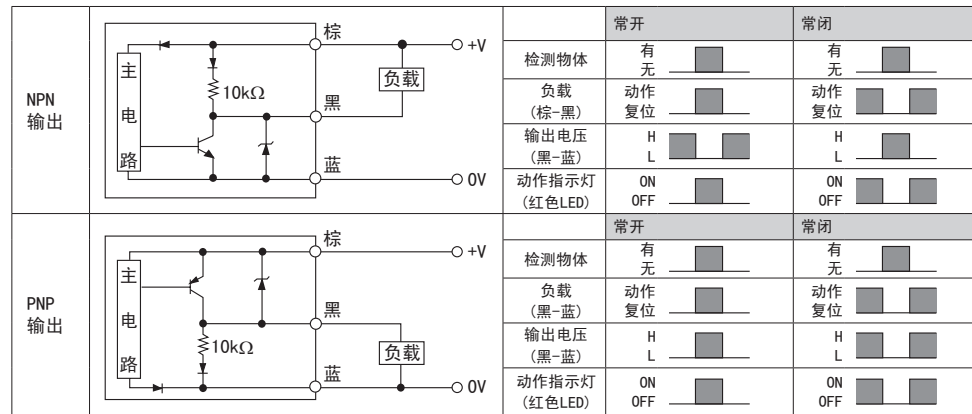 NPN
输出
主
电
路
10kΩ
棕
黑
蓝
负载
+V
0V
常开 常闭
检测物体 有 无 有 无
负载
(棕-黑) 动作 复位 动作 复位
输出电压
(黑-蓝) H L H L
动作指示灯
(红色LED) ON OFF ON OFF
PNP
输出
主
电
路
10kΩ
棕
黑
蓝
负载
+V
0V
常开 常闭
检测物体 有 无 有 无
负载
(黑-蓝) 动作 复位 动作 复位
输出电压
(黑-蓝) H L H L
动作指示灯
(红色LED) ON OFF ON OFF